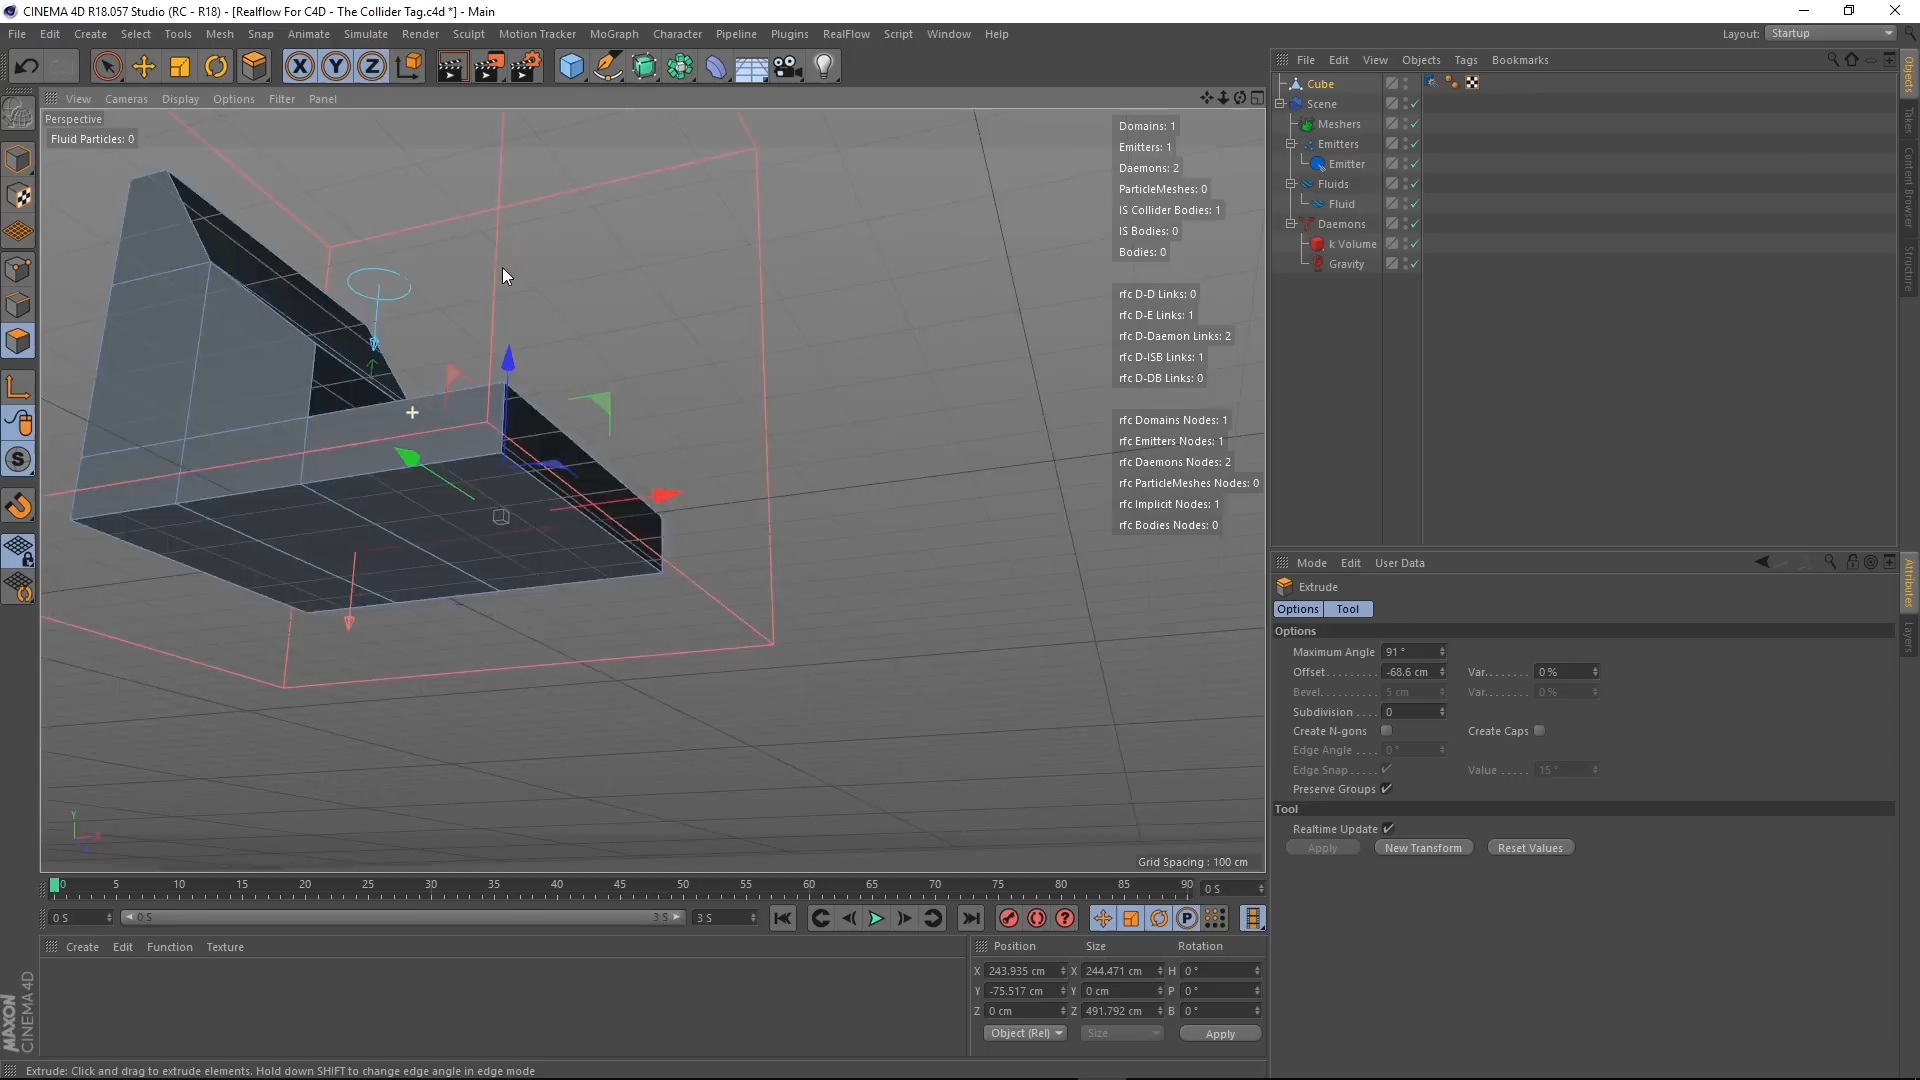 CINEMA 4D R18.057 Studio (RC - R18) - [Realflow For C4D - The Collider Tag.c4d *] - Main
File Edit Create Select Tools Mesh Snap Animate Simulate Render Sculpt Motion Tracker MoGraph Character Pipeline Plugins RealFlow Script Window Help
Layout: Startup
View Cameras Display Options Filter Panel
Perspective
Fluid Particles: 0
Domains: 1
Emitters: 1
Daemons: 2
ParticleMeshes: 0
IS Collider Bodies: 1
IS Bodies: 0
Bodies: 0
rfc D-D Links: 0
rfc D-E Links: 1
rfc D-Daemon Links: 2
rfc D-ISB Links: 1
rfc D-DB Links: 0
rfc Domains Nodes: 1
rfc Emitters Nodes: 1
rfc Daemons Nodes: 2
rfc ParticleMeshes Nodes: 0
rfc Implicit Nodes: 1
rfc Bodies Nodes: 0
Grid Spacing : 100 cm
File Edit View Objects Tags Bookmarks
Cube
Scene
Meshers
Emitters
Emitter
Fluids
Fluid
Daemons
k Volume
Gravity
Objects
Takes
Content Browser
Structure
Mode Edit User Data
Extrude
Options Tool
Options
Maximum Angle 91 °
Offset -68.6 cm Var. 0 %
Bevel 5 cm Var. 0 %
Subdivision 0
Create N-gons Create Caps
Edge Angle 0 °
Edge Snap Value 15 °
Preserve Groups
Tool
Realtime Update
Apply New Transform Reset Values
Attributes
Layers
0 5 10 15 20 25 30 35 40 45 50 55 60 65 70 75 80 85 90 0 S
0 S 0 S 3 S 3 S
Create Edit Function Texture
Position Size Rotation
X 243.935 cm X 244.471 cm H 0 °
Y -75.517 cm Y 0 cm P 0 °
Z 0 cm Z 491.792 cm B 0 °
Object (Rel) Size Apply
MAXON
CINEMA 4D
Extrude: Click and drag to extrude elements. Hold down SHIFT to change edge angle in edge mode